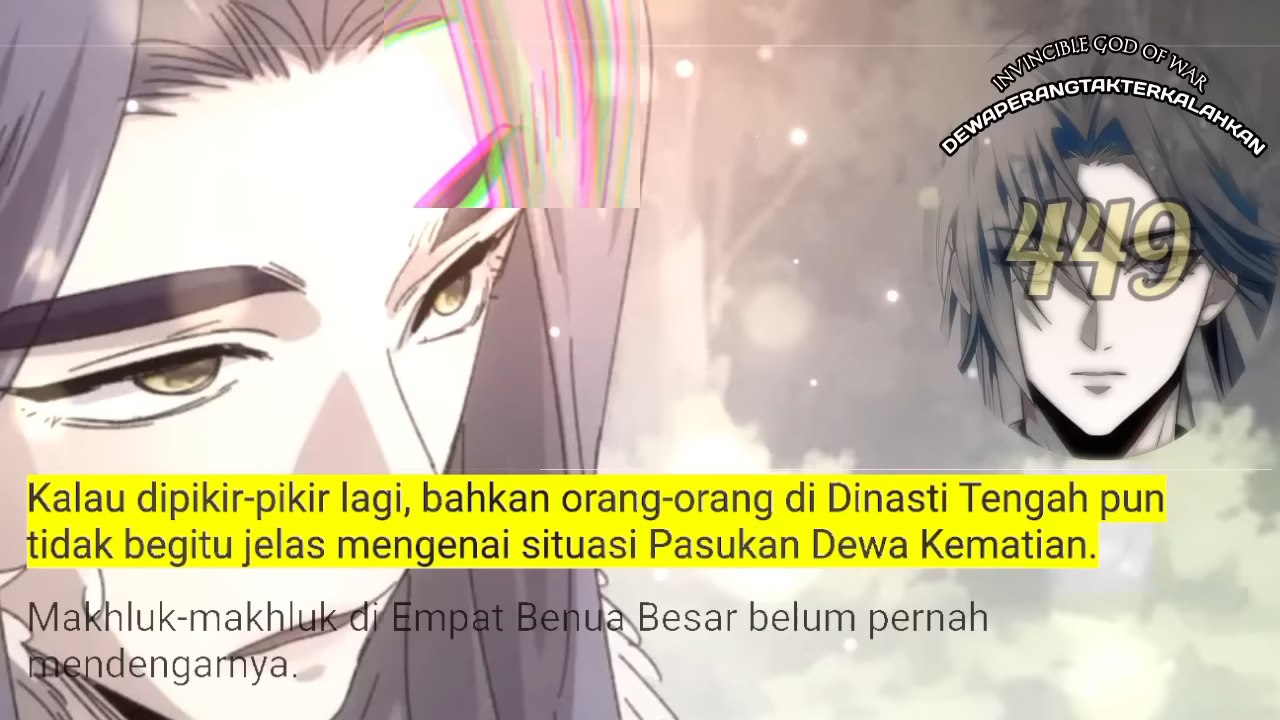 INVINCIBLE GOD OF WAR
DEWAPERANGTAKTERKALAHKAN
449
Kalau dipikir-pikir lagi, bahkan orang-orang di Dinasti Tengah pun
tidak begitu jelas mengenai situasi Pasukan Dewa Kematian.
Makhluk-makhluk di Empat Benua Besar belum pernah
mendengarnya.